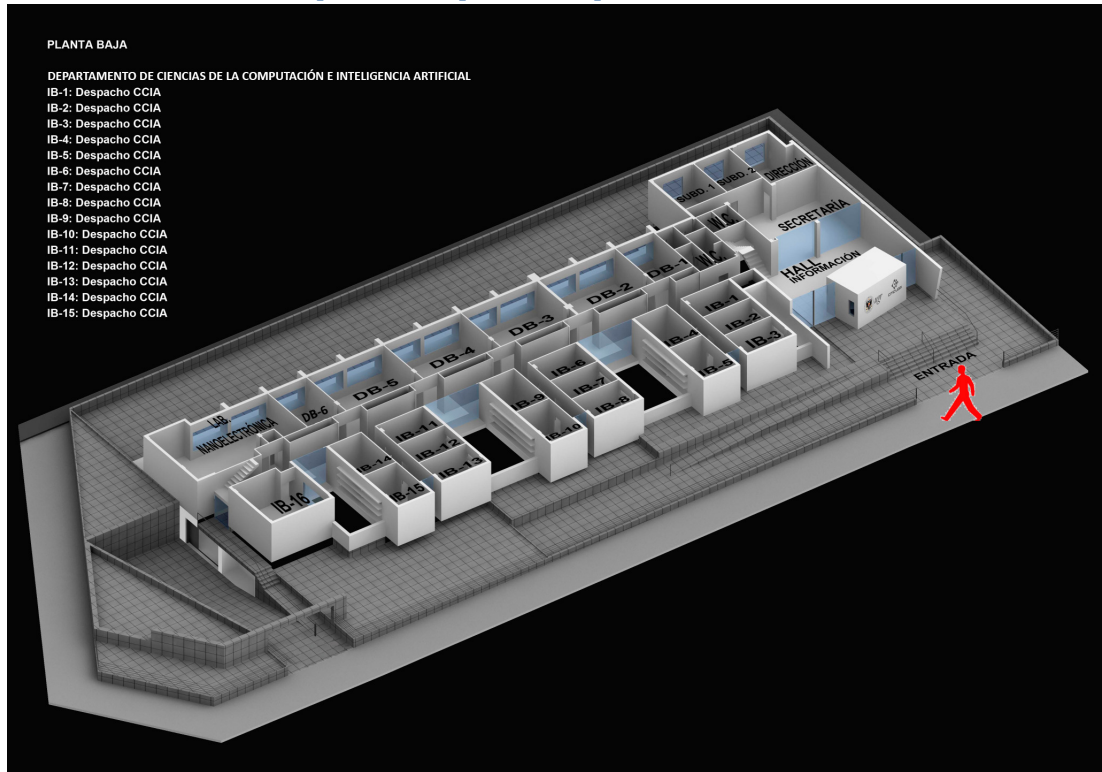 PLANTA BAJA
DEPARTAMENTO DE CIENCIAS DE LA COMPUTACIÓN E INTELIGENCIA ARTIFICIAL
IB-1: Despacho CCIA
IB-2: Despacho CCIA
IB-3: Despacho CCIA
IB-4: Despacho CCIA
IB-5: Despacho CCIA
IB-6: Despacho CCIA
IB-7: Despacho CCIA
IB-8: Despacho CCIA
IB-9: Despacho CCIA
IB-10: Despacho CCIA
IB-11: Despacho CCIA
IB-12: Despacho CCIA
IB-13: Despacho CCIA
IB-14: Despacho CCIA
IB-15: Despacho CCIA
SUBD. 1
SUBD. 2
DIRECCIÓN
W.C.
W.C.
SECRETARÍA
HALL
INFORMACIÓN
ENTRADA
DB-1
DB-2
DB-3
DB-4
DB-5
DB-6
LAB.
NANOELECTRÓNICA
IB-1
IB-2
IB-3
IB-4
IB-5
IB-6
IB-7
IB-8
IB-9
IB-10
IB-11
IB-12
IB-13
IB-14
IB-15
IB-16